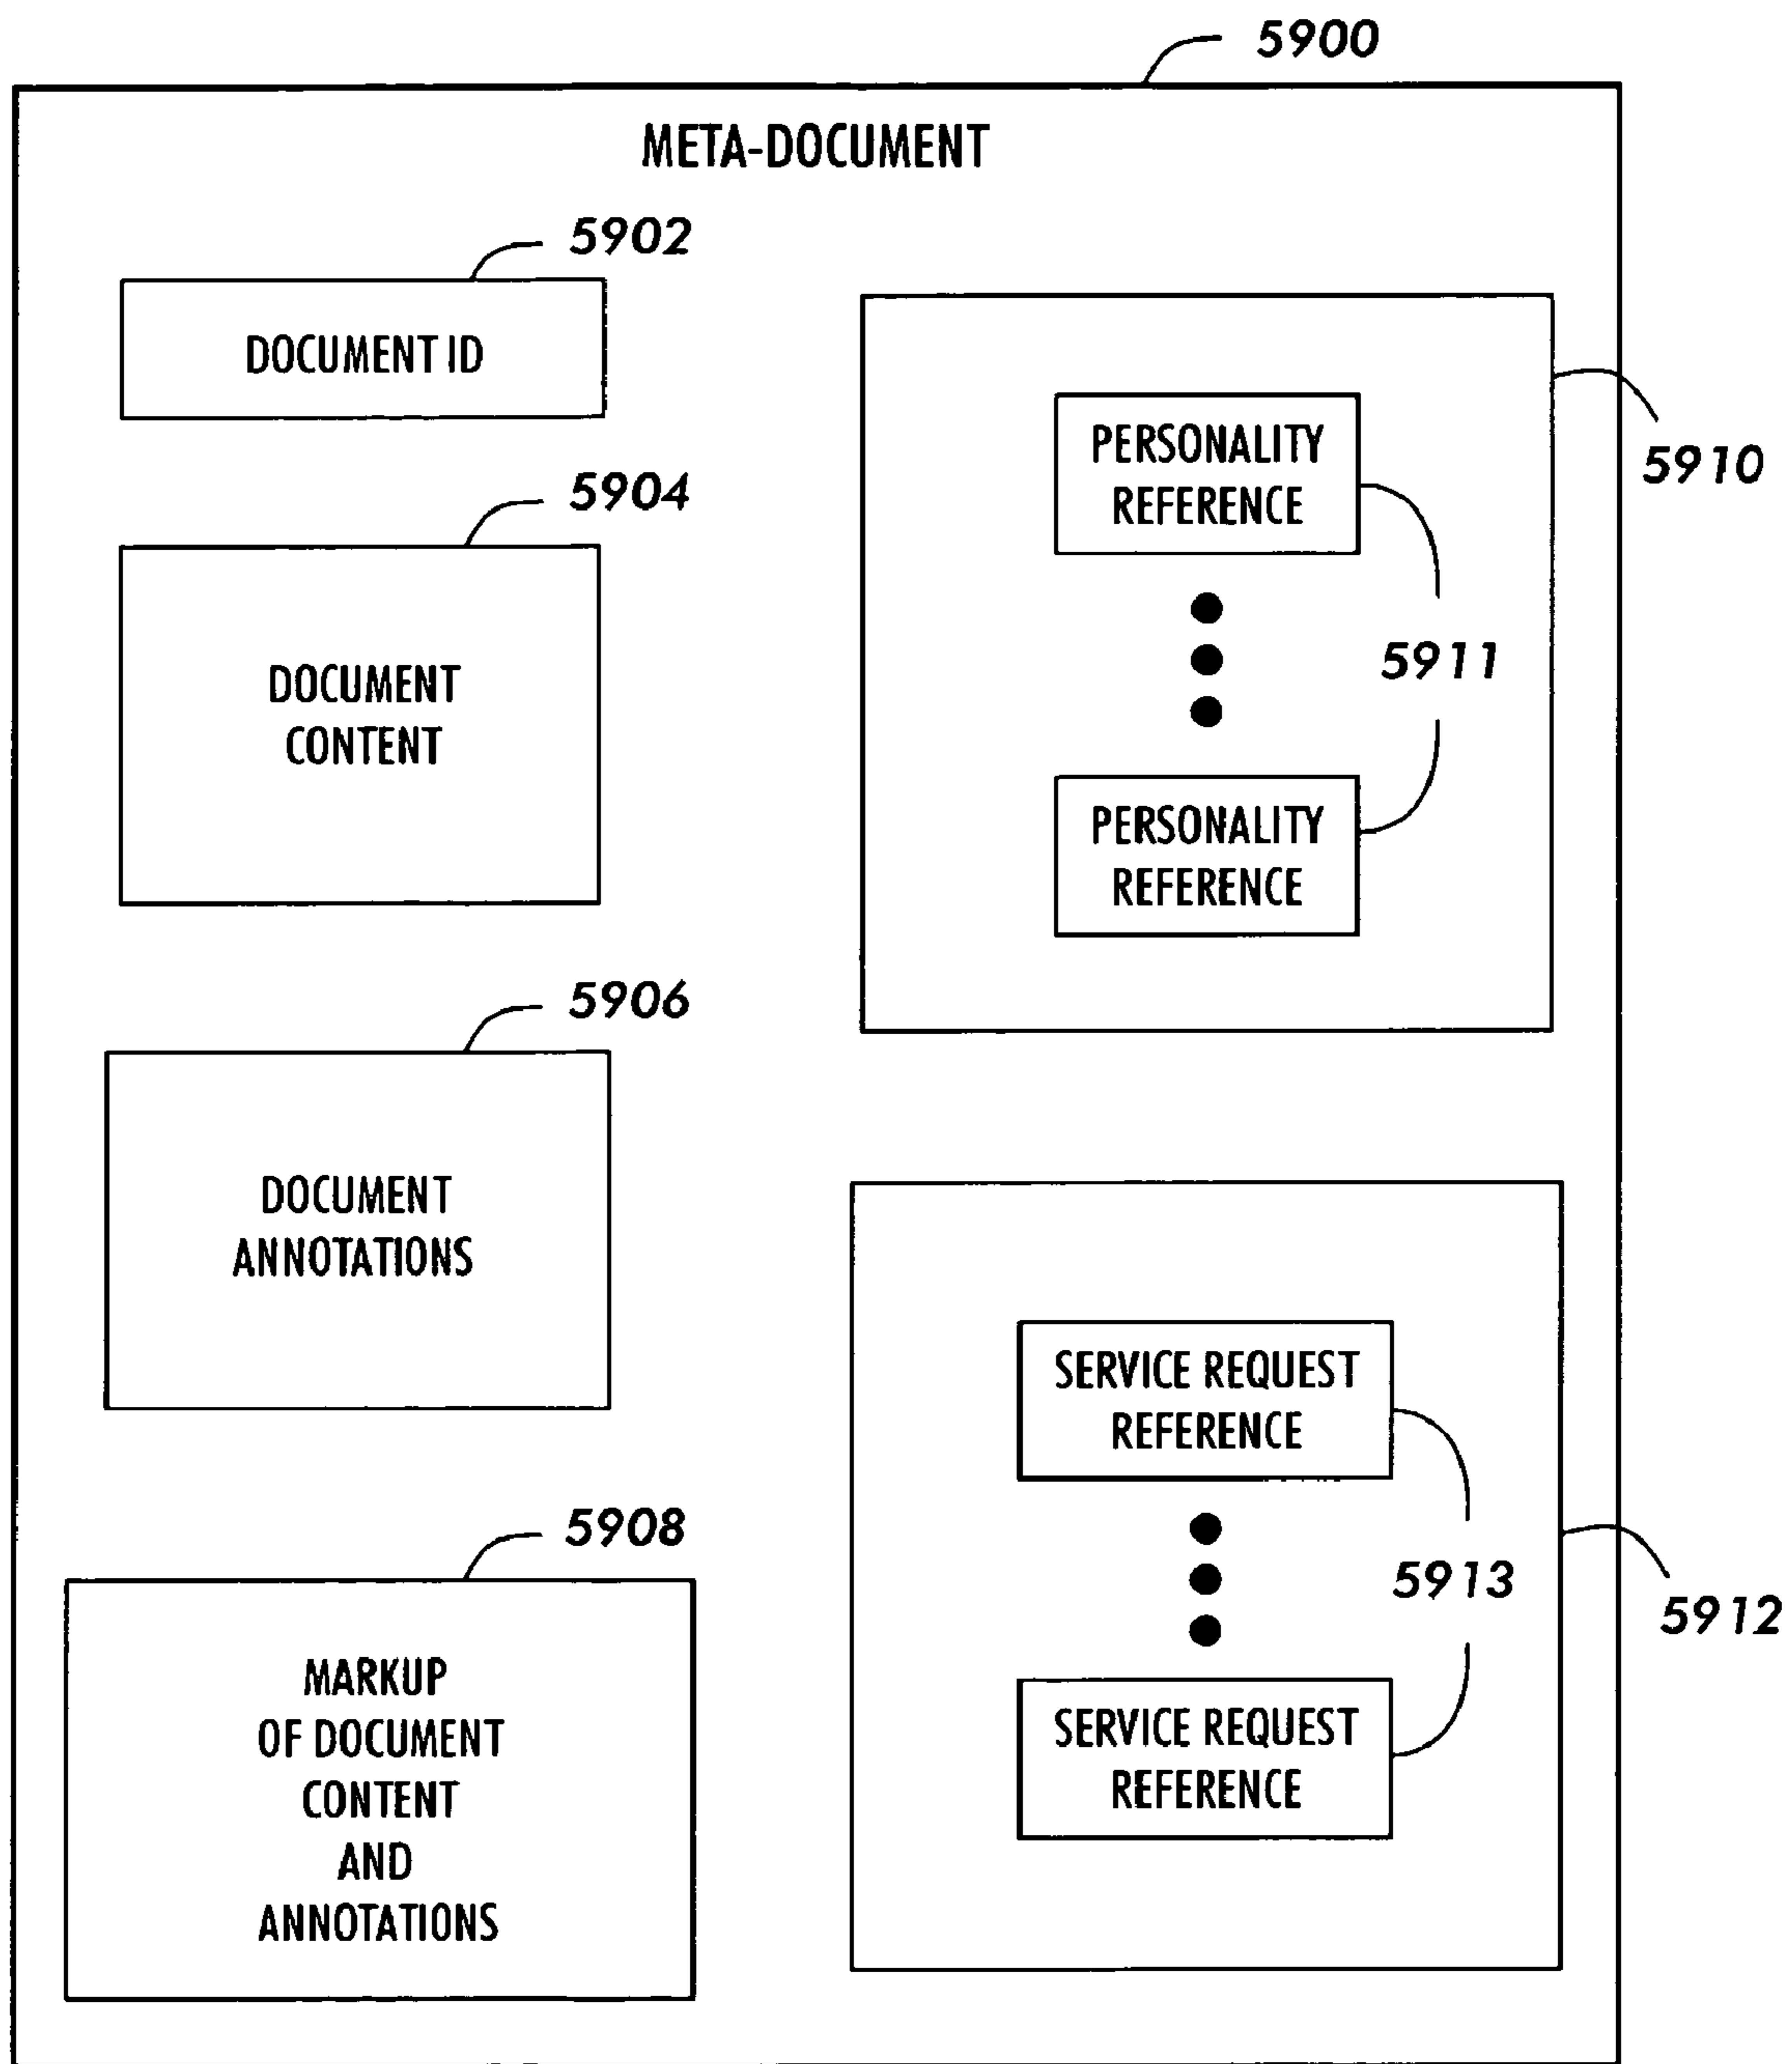 5900
META-DOCUMENT
5902
DOCUMENT ID
5904
DOCUMENT
CONTENT
5906
DOCUMENT
ANNOTATIONS
5908
MARKUP
OF DOCUMENT
CONTENT
AND
ANNOTATIONS
5910
PERSONALITY
REFERENCE
5911
PERSONALITY
REFERENCE
5912
SERVICE REQUEST
REFERENCE
5913
SERVICE REQUEST
REFERENCE